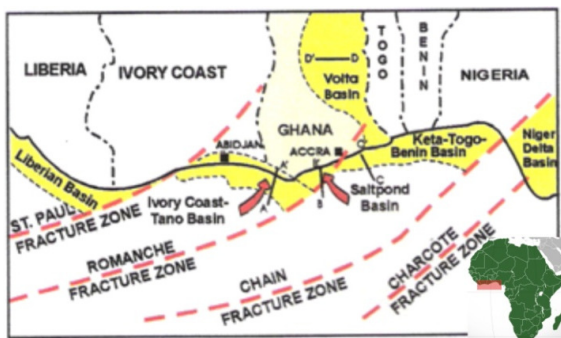 LIBERIA
IVORY COAST
GHANA
D' D
Volta
Basin
TOGO
BENIN
NIGERIA
ABIDJAN
ACCRA
Keta-Togo-
Benin Basin
Niger
Delta
Basin
Liberian Basin
Ivory Coast-
Tano Basin
A'
A
B'
B
C'
C
Saltpond
Basin
ST. PAUL
FRACTURE ZONE
ROMANCHE
FRACTURE ZONE
CHAIN
FRACTURE ZONE
CHARCOTE
FRACTURE ZONE